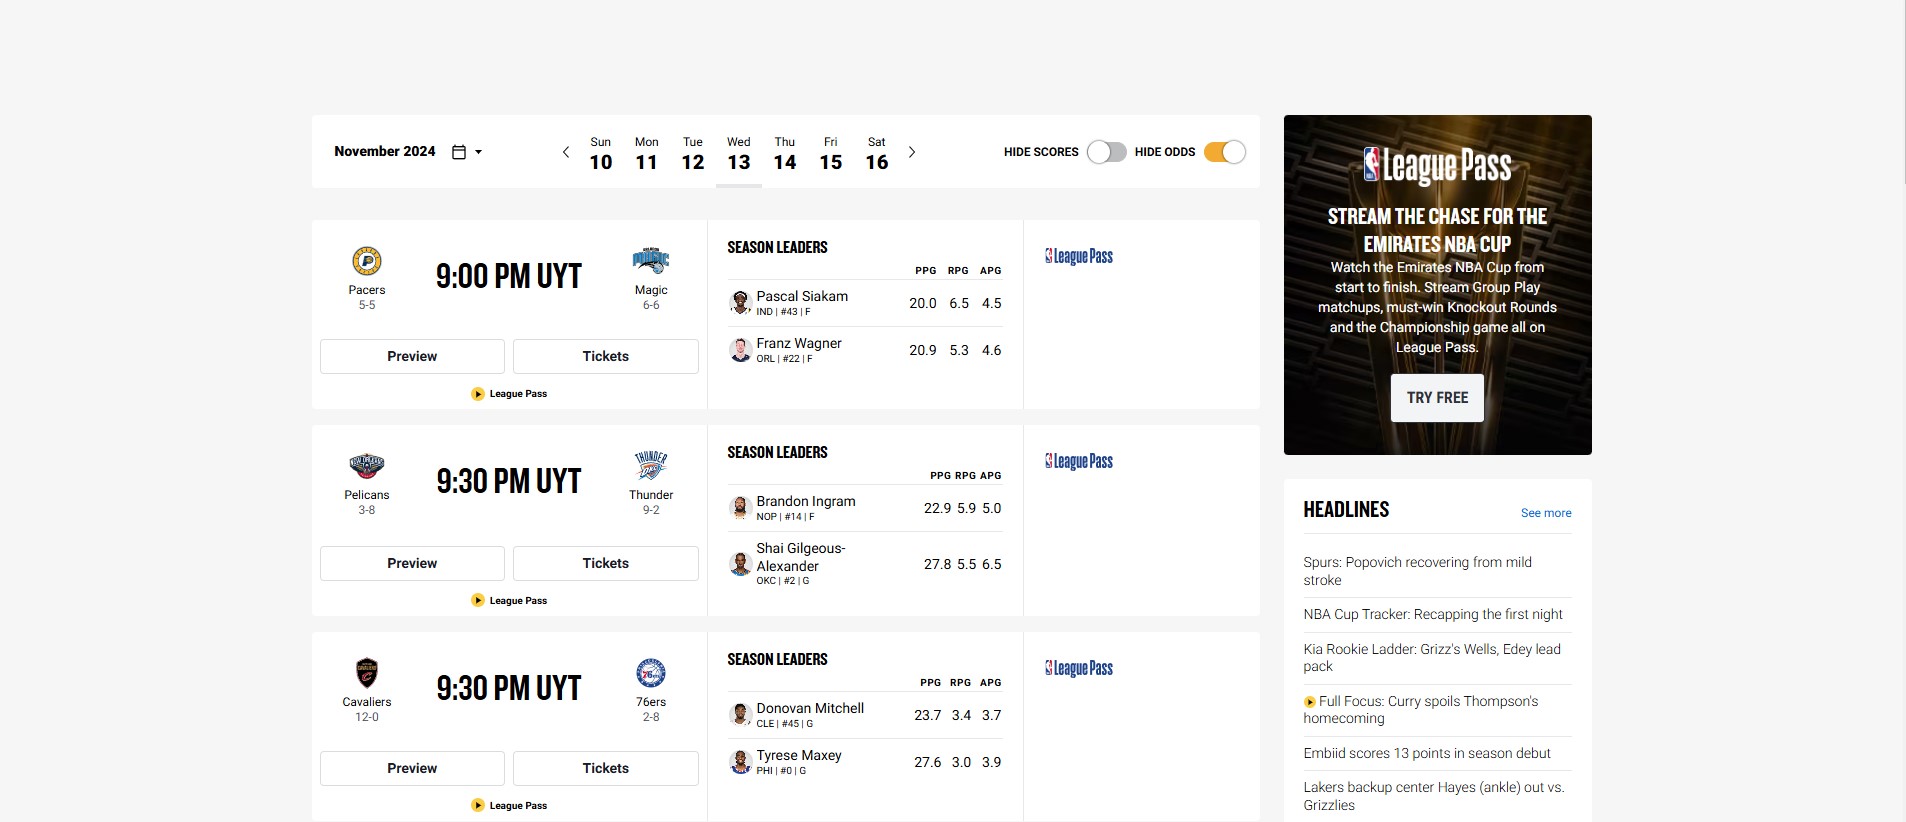 November 2024
Sun Mon Tue Wed Thu Fri Sat
10 11 12 13 14 15 16
HIDE SCORES HIDE ODDS
Pacers
5-5
9:00 PM UYT
Magic
6-6
Preview Tickets
League Pass
SEASON LEADERS
PPG RPG APG
Pascal Siakam
IND | #43 | F
20.0 6.5 4.5
Franz Wagner
ORL | #22 | F
20.9 5.3 4.6
League Pass
Pelicans
3-8
9:30 PM UYT
THUNDER
Thunder
9-2
Preview Tickets
League Pass
SEASON LEADERS
PPG RPG APG
Brandon Ingram
NOP | #14 | F
22.9 5.9 5.0
Shai Gilgeous-
Alexander
OKC | #2 | G
27.8 5.5 6.5
League Pass
Cavaliers
12-0
9:30 PM UYT
76ers
2-8
Preview Tickets
League Pass
SEASON LEADERS
PPG RPG APG
Donovan Mitchell
CLE | #45 | G
23.7 3.4 3.7
Tyrese Maxey
PHI | #0 | G
27.6 3.0 3.9
League Pass
League Pass
STREAM THE CHASE FOR THE
EMIRATES NBA CUP
Watch the Emirates NBA Cup from
start to finish. Stream Group Play
matchups, must-win Knockout Rounds
and the Championship game all on
League Pass.
TRY FREE
HEADLINES
See more
Spurs: Popovich recovering from mild
stroke
NBA Cup Tracker: Recapping the first night
Kia Rookie Ladder: Grizz's Wells, Edey lead
pack
Full Focus: Curry spoils Thompson's
homecoming
Embiid scores 13 points in season debut
Lakers backup center Hayes (ankle) out vs.
Grizzlies